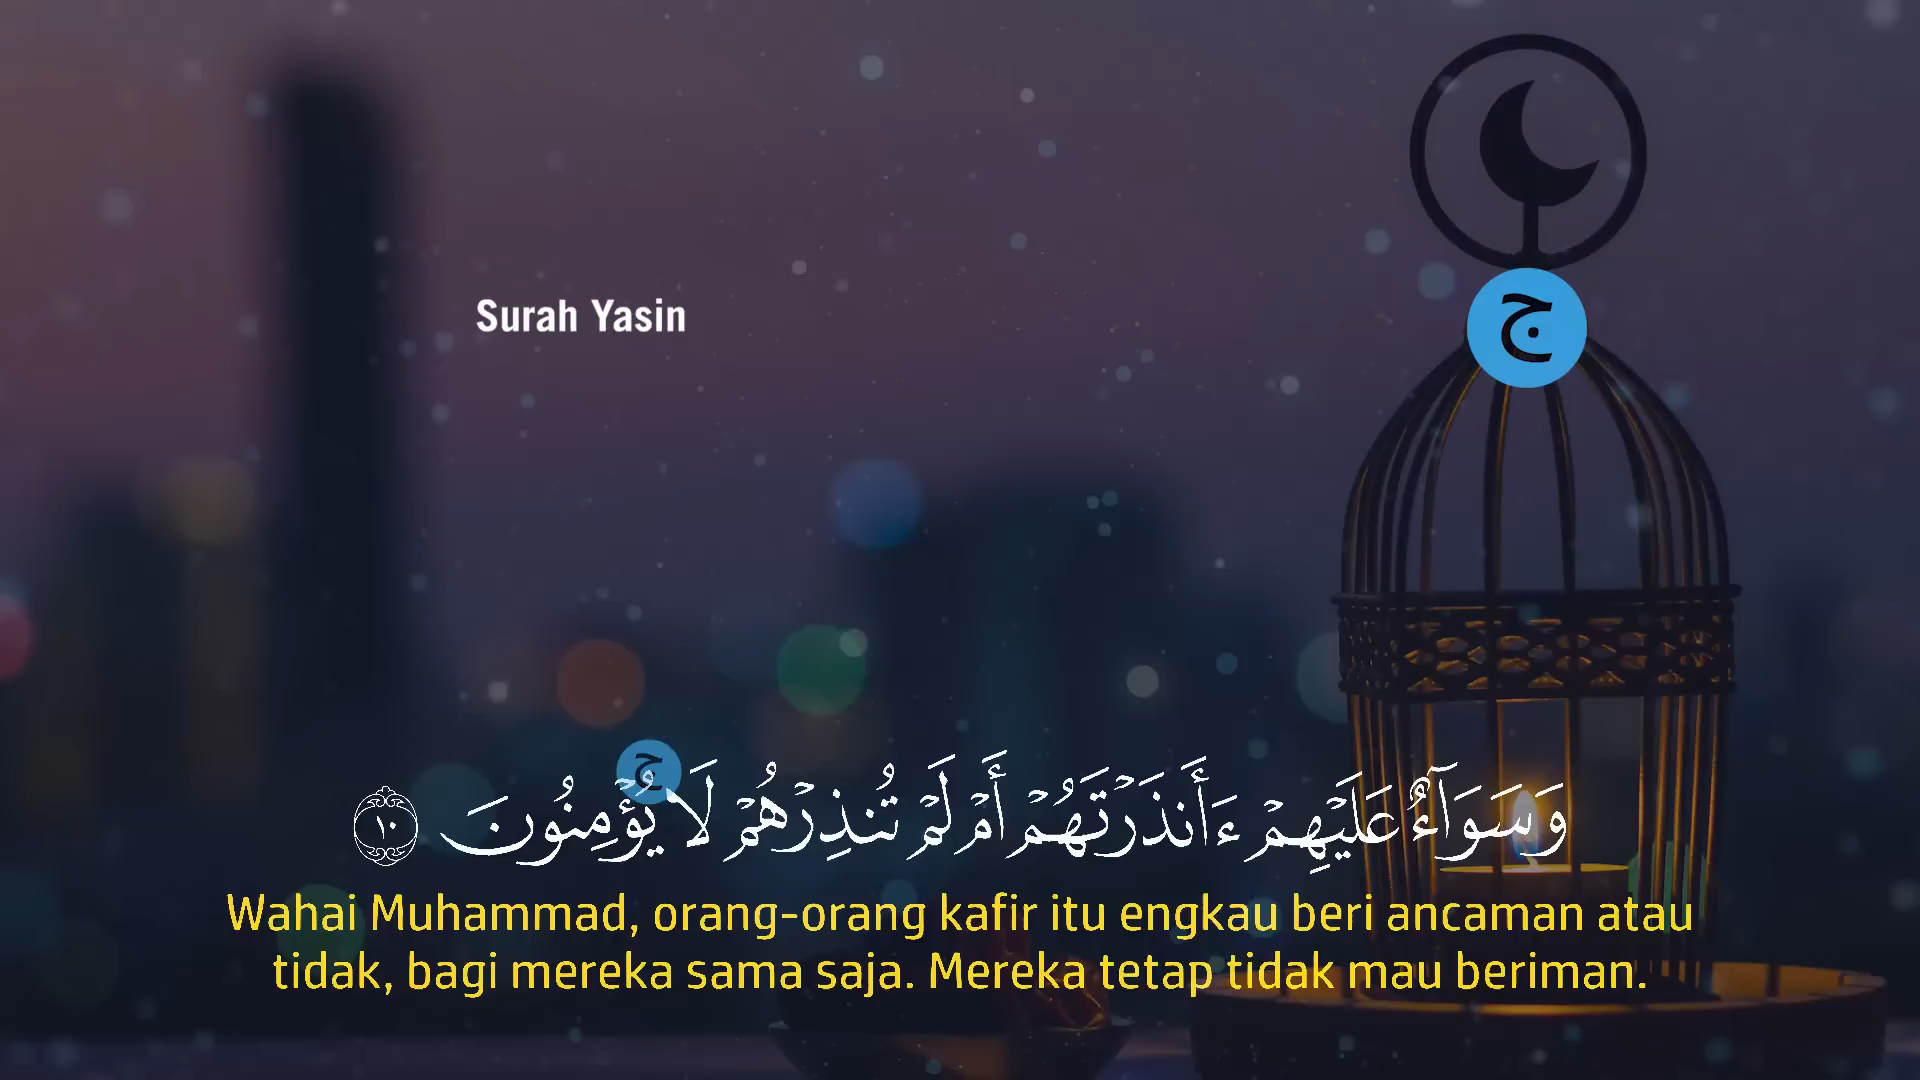 Surah Yasin
ج
ج
وَسَوَآءٌ عَلَيْهِمْ ءَأَنذَرْتَهُمْ أَمْ لَمْ تُنذِرْهُمْ لَا يُؤْمِنُونَ ١٠
Wahai Muhammad, orang-orang kafir itu engkau beri ancaman atau
tidak, bagi mereka sama saja. Mereka tetap tidak mau beriman.